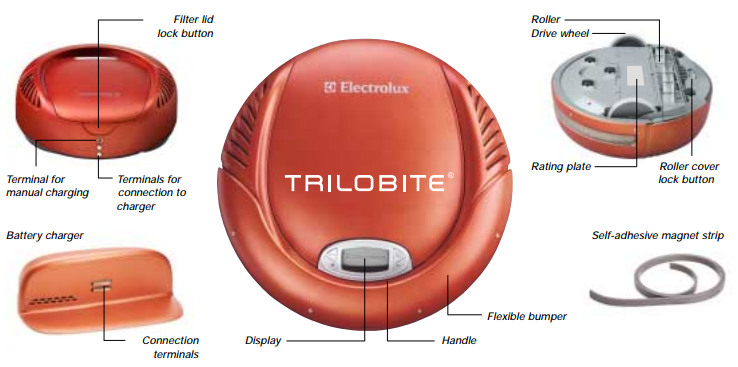 Filter lid
lock button
Terminal for
manual charging
Terminals for
connection to
charger
Battery charger
Connection
terminals
Electrolux
TRILOBITE®
Display
Handle
Flexible bumper
Roller
Drive wheel
Rating plate
Roller cover
lock button
Self-adhesive magnet strip